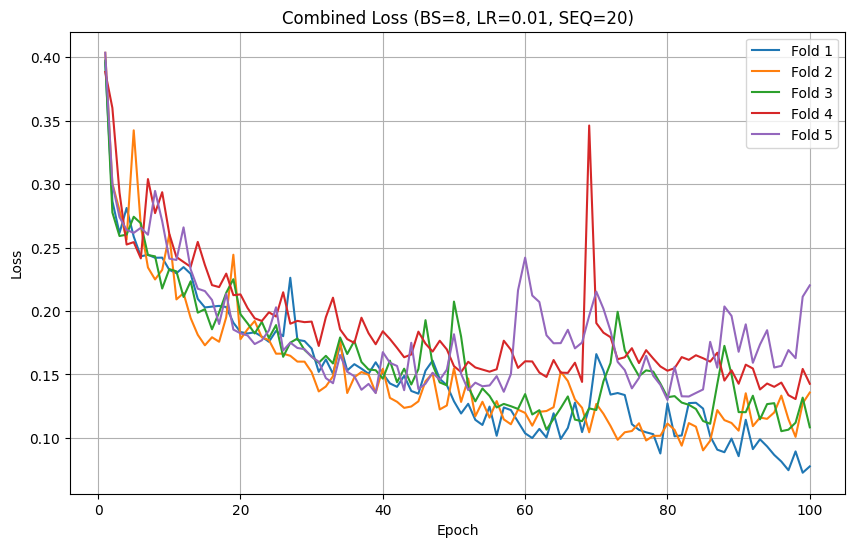 Combined Loss (BS=8, LR=0.01, SEQ=20)
Fold 1
Fold 2
Fold 3
Fold 4
Fold 5
Loss
0.40
0.35
0.30
0.25
0.20
0.15
0.10
0
20
40
60
80
100
Epoch